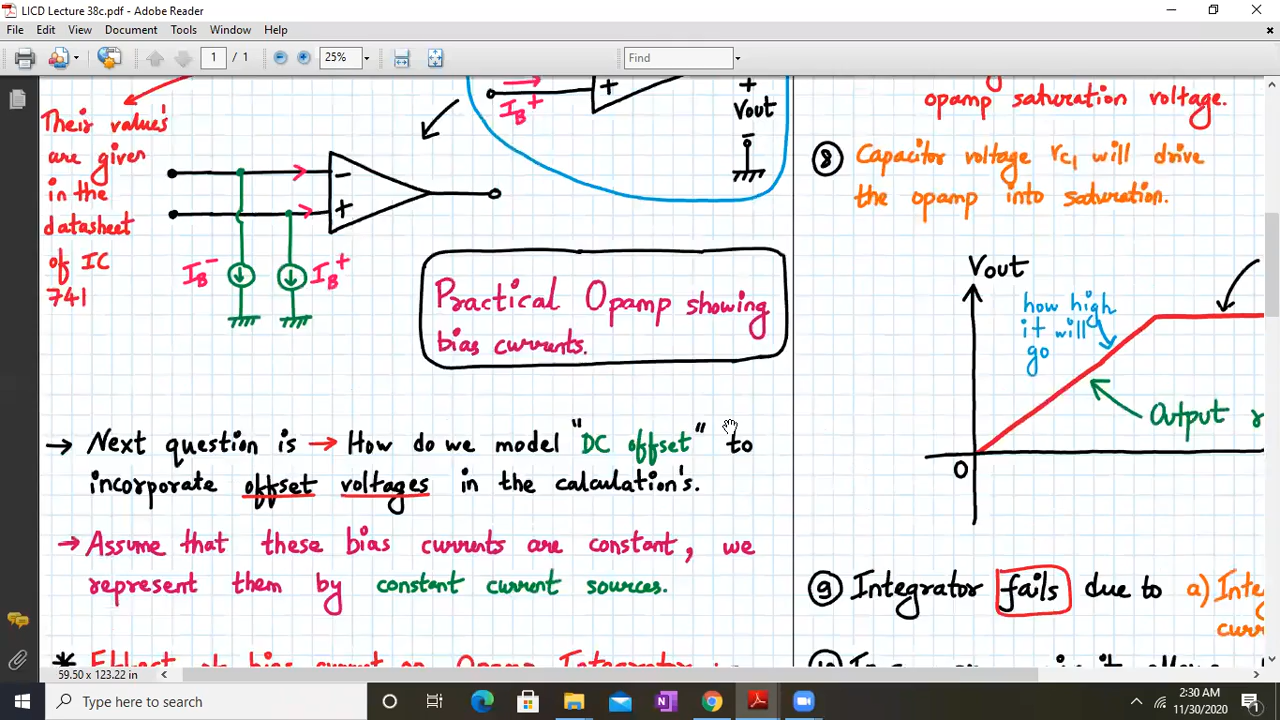 LICD Lecture 38c.pdf - Adobe Reader
File Edit View Document Tools Window Help
1 / 1 25% Find
Their value's
are given
in the
datasheet
of IC
741
IB+
+
Vout
-
-
+
IB- IB+
Practical Opamp showing
bias currents.
→ Next question is → How do we model "DC offset" to
incorporate offset voltages in the calculation's.
→ Assume that these bias currents are constant, we
represent them by constant current sources.
opamp saturation voltage.
⑧ Capacitor voltage vc1 will drive
the opamp into saturation.
Vout
how high
it will
go
Output
0
⑨ Integrator fails due to a)
59.50 x 123.22 in
Type here to search
2:30 AM
11/30/2020